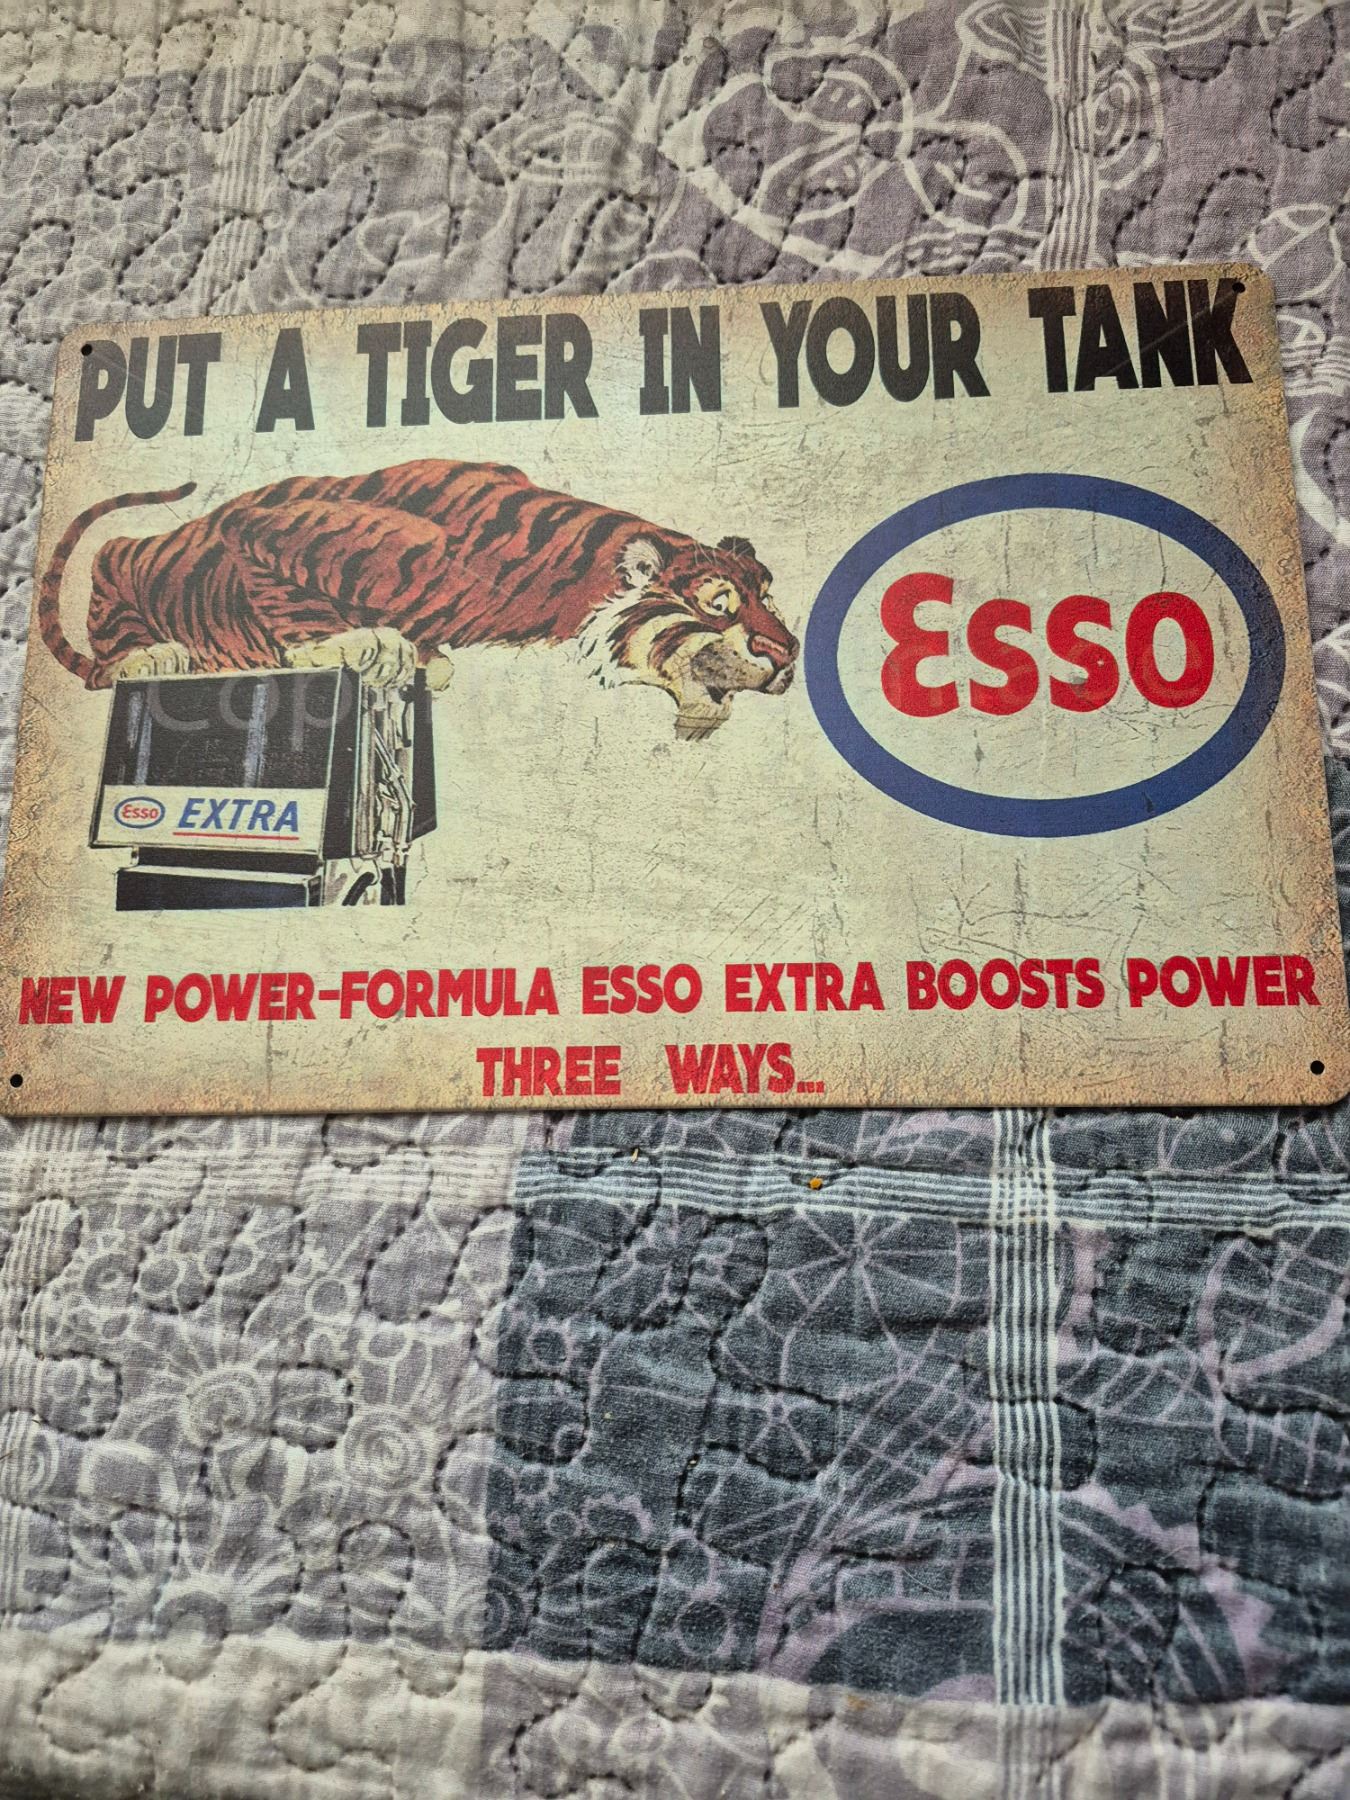 PUT A TIGER IN YOUR TANK
Esso
Esso EXTRA
NEW POWER-FORMULA ESSO EXTRA BOOSTS POWER
THREE WAYS...